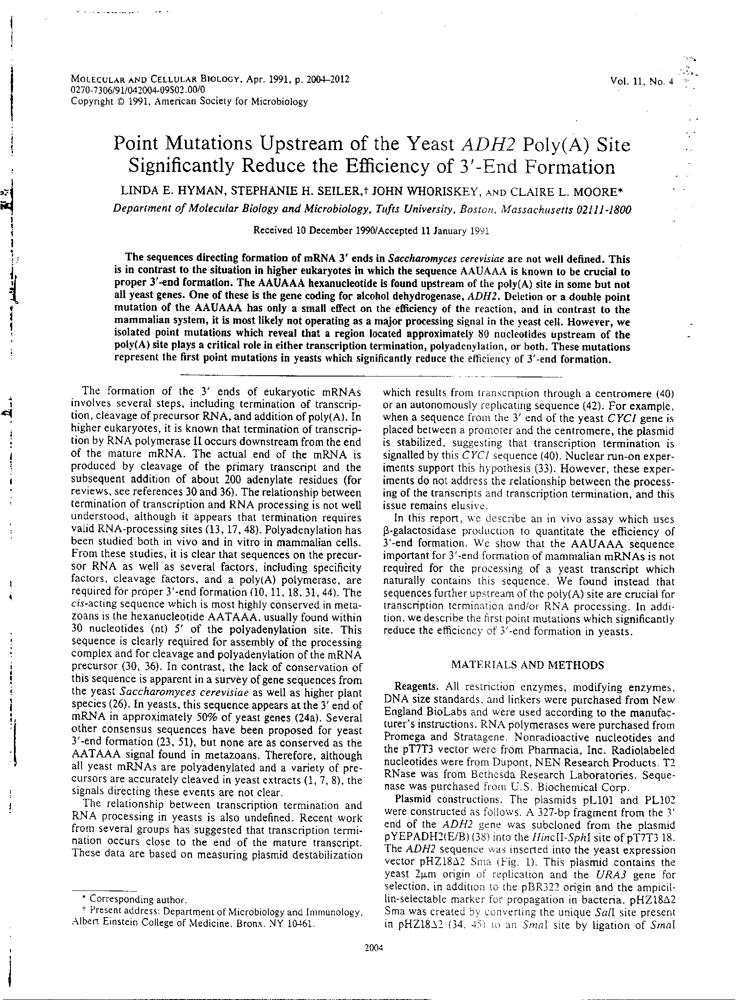 MOLECULAR AND CELLULAR BIOLOGY, Apr. 1991, p. 2004–2012
0270-7306/91/042004-09$02.00/0
Copyright © 1991, American Society for Microbiology
Vol. 11, No. 4
Point Mutations Upstream of the Yeast ADH2 Poly(A) Site
Significantly Reduce the Efficiency of 3'-End Formation
LINDA E. HYMAN, STEPHANIE H. SEILER,† JOHN WHORISKEY, AND CLAIRE L. MOORE*
Department of Molecular Biology and Microbiology, Tufts University, Boston, Massachusetts 02111-1800
Received 10 December 1990/Accepted 11 January 1991
The sequences directing formation of mRNA 3' ends in Saccharomyces cerevisiae are not well defined. This
is in contrast to the situation in higher eukaryotes in which the sequence AAUAAA is known to be crucial to
proper 3'-end formation. The AAUAAA hexanucleotide is found upstream of the poly(A) site in some but not
all yeast genes. One of these is the gene coding for alcohol dehydrogenase, ADH2. Deletion or a double point
mutation of the AAUAAA has only a small effect on the efficiency of the reaction, and in contrast to the
mammalian system, it is most likely not operating as a major processing signal in the yeast cell. However, we
isolated point mutations which reveal that a region located approximately 80 nucleotides upstream of the
poly(A) site plays a critical role in either transcription termination, polyadenylation, or both. These mutations
represent the first point mutations in yeasts which significantly reduce the efficiency of 3'-end formation.
The formation of the 3' ends of eukaryotic mRNAs
involves several steps, including termination of transcrip-
tion, cleavage of precursor RNA, and addition of poly(A). In
higher eukaryotes, it is known that termination of transcrip-
tion by RNA polymerase II occurs downstream from the end
of the mature mRNA. The actual end of the mRNA is
produced by cleavage of the primary transcript and the
subsequent addition of about 200 adenylate residues (for
reviews, see references 30 and 36). The relationship between
termination of transcription and RNA processing is not well
understood, although it appears that termination requires
valid RNA-processing sites (13, 17, 48). Polyadenylation has
been studied both in vivo and in vitro in mammalian cells.
From these studies, it is clear that sequences on the precur-
sor RNA as well as several factors, including specificity
factors, cleavage factors, and a poly(A) polymerase, are
required for proper 3'-end formation (10, 11, 18, 31, 44). The
cis-acting sequence which is most highly conserved in meta-
zoans is the hexanucleotide AATAAA, usually found within
30 nucleotides (nt) 5' of the polyadenylation site. This
sequence is clearly required for assembly of the processing
complex and for cleavage and polyadenylation of the mRNA
precursor (30, 36). In contrast, the lack of conservation of
this sequence is apparent in a survey of gene sequences from
the yeast Saccharomyces cerevisiae as well as higher plant
species (26). In yeasts, this sequence appears at the 3' end of
mRNA in approximately 50% of yeast genes (24a). Several
other consensus sequences have been proposed for yeast
3'-end formation (23, 51), but none are as conserved as the
AATAAA signal found in metazoans. Therefore, although
all yeast mRNAs are polyadenylated and a variety of pre-
cursors are accurately cleaved in yeast extracts (1, 7, 8), the
signals directing these events are not clear.
The relationship between transcription termination and
RNA processing in yeasts is also undefined. Recent work
from several groups has suggested that transcription termi-
nation occurs close to the end of the mature transcript.
These data are based on measuring plasmid destabilization
* Corresponding author.
† Present address: Department of Microbiology and Immunology,
Albert Einstein College of Medicine, Bronx, NY 10461.
which results from transcription through a centromere (40)
or an autonomously replicating sequence (42). For example,
when a sequence from the 3' end of the yeast CYC1 gene is
placed between a promoter and the centromere, the plasmid
is stabilized, suggesting that transcription termination is
signalled by this CYC1 sequence (40). Nuclear run-on exper-
iments support this hypothesis (33). However, these exper-
iments do not address the relationship between the process-
ing of the transcripts and transcription termination, and this
issue remains elusive.
In this report, we describe an in vivo assay which uses
β-galactosidase production to quantitate the efficiency of
3'-end formation. We show that the AAUAAA sequence
important for 3'-end formation of mammalian mRNAs is not
required for the processing of a yeast transcript which
naturally contains this sequence. We found instead that
sequences further upstream of the poly(A) site are crucial for
transcription termination and/or RNA processing. In addi-
tion, we describe the first point mutations which significantly
reduce the efficiency of 3'-end formation in yeasts.
MATERIALS AND METHODS
Reagents. All restriction enzymes, modifying enzymes,
DNA size standards, and linkers were purchased from New
England BioLabs and were used according to the manufac-
turer's instructions. RNA polymerases were purchased from
Promega and Stratagene. Nonradioactive nucleotides and
the pT7T3 vector were from Pharmacia, Inc. Radiolabeled
nucleotides were from Dupont, NEN Research Products. T2
RNase was from Bethesda Research Laboratories. Seque-
nase was purchased from U.S. Biochemical Corp.
Plasmid constructions. The plasmids pL101 and PL102
were constructed as follows. A 327-bp fragment from the 3'
end of the ADH2 gene was subcloned from the plasmid
pYEPADH2(E/B) (38) into the HincII-SphI site of pT7T3 18.
The ADH2 sequence was inserted into the yeast expression
vector pHZ18Δ2 Sma (Fig. 1). This plasmid contains the
yeast 2μm origin of replication and the URA3 gene for
selection, in addition to the pBR322 origin and the ampicil-
lin-selectable marker for propagation in bacteria. pHZ18Δ2
Sma was created by converting the unique SalI site present
in pHZ18Δ2 (34, 45) to an SmaI site by ligation of SmaI
2004